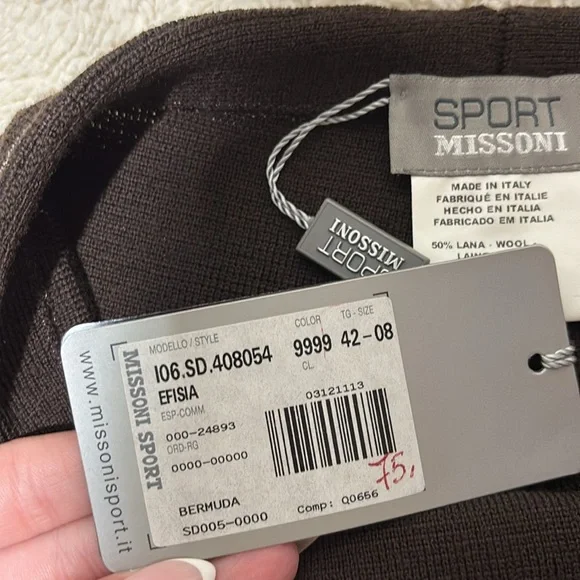 SPORT
MISSONI
MADE IN ITALY
FABRIQUÉ EN ITALIE
HECHO EN ITALIA
FABRICADO EM ITALIA
50% LANA - WOOL
SPORT
MISSONI
www.missonisport.it
MISSONI SPORT
MODELLO / STYLE
COLOR
TG - SIZE
I06.SD.408054
9999
42-08
EFISIA
CL.
ESP-COMM
03121113
000-24893
ORD-RG
0000-00000
75,
BERMUDA
Comp: Q0656
SD005-0000